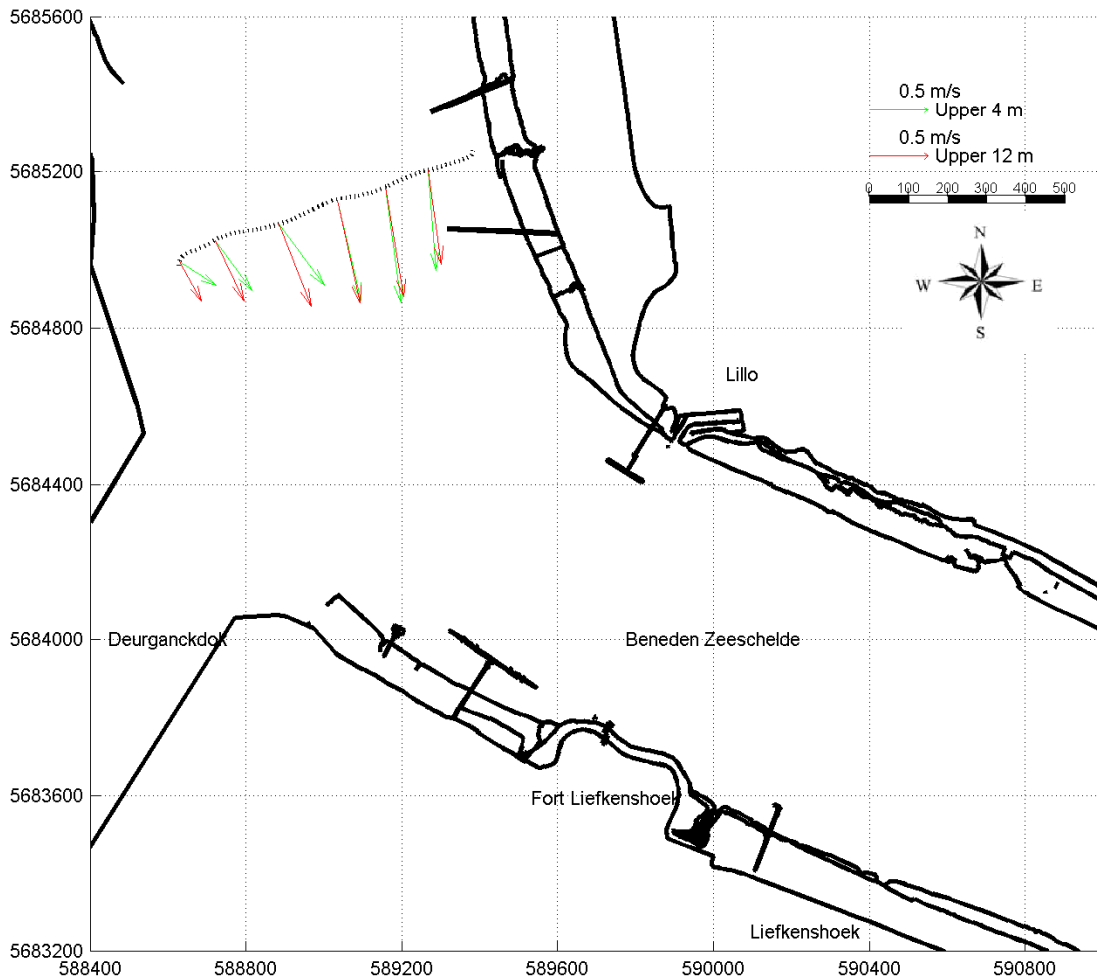 5685600
0.5 m/s
Upper 4 m
0.5 m/s
Upper 12 m
5685200
0 100 200 300 400 500
N
W E
S
5684800
Lillo
5684400
5684000
Deurganckdok
Beneden Zeeschelde
5683600
Fort Liefkenshoek
Liefkenshoek
5683200
588400 588800 589200 589600 590000 590400 590800